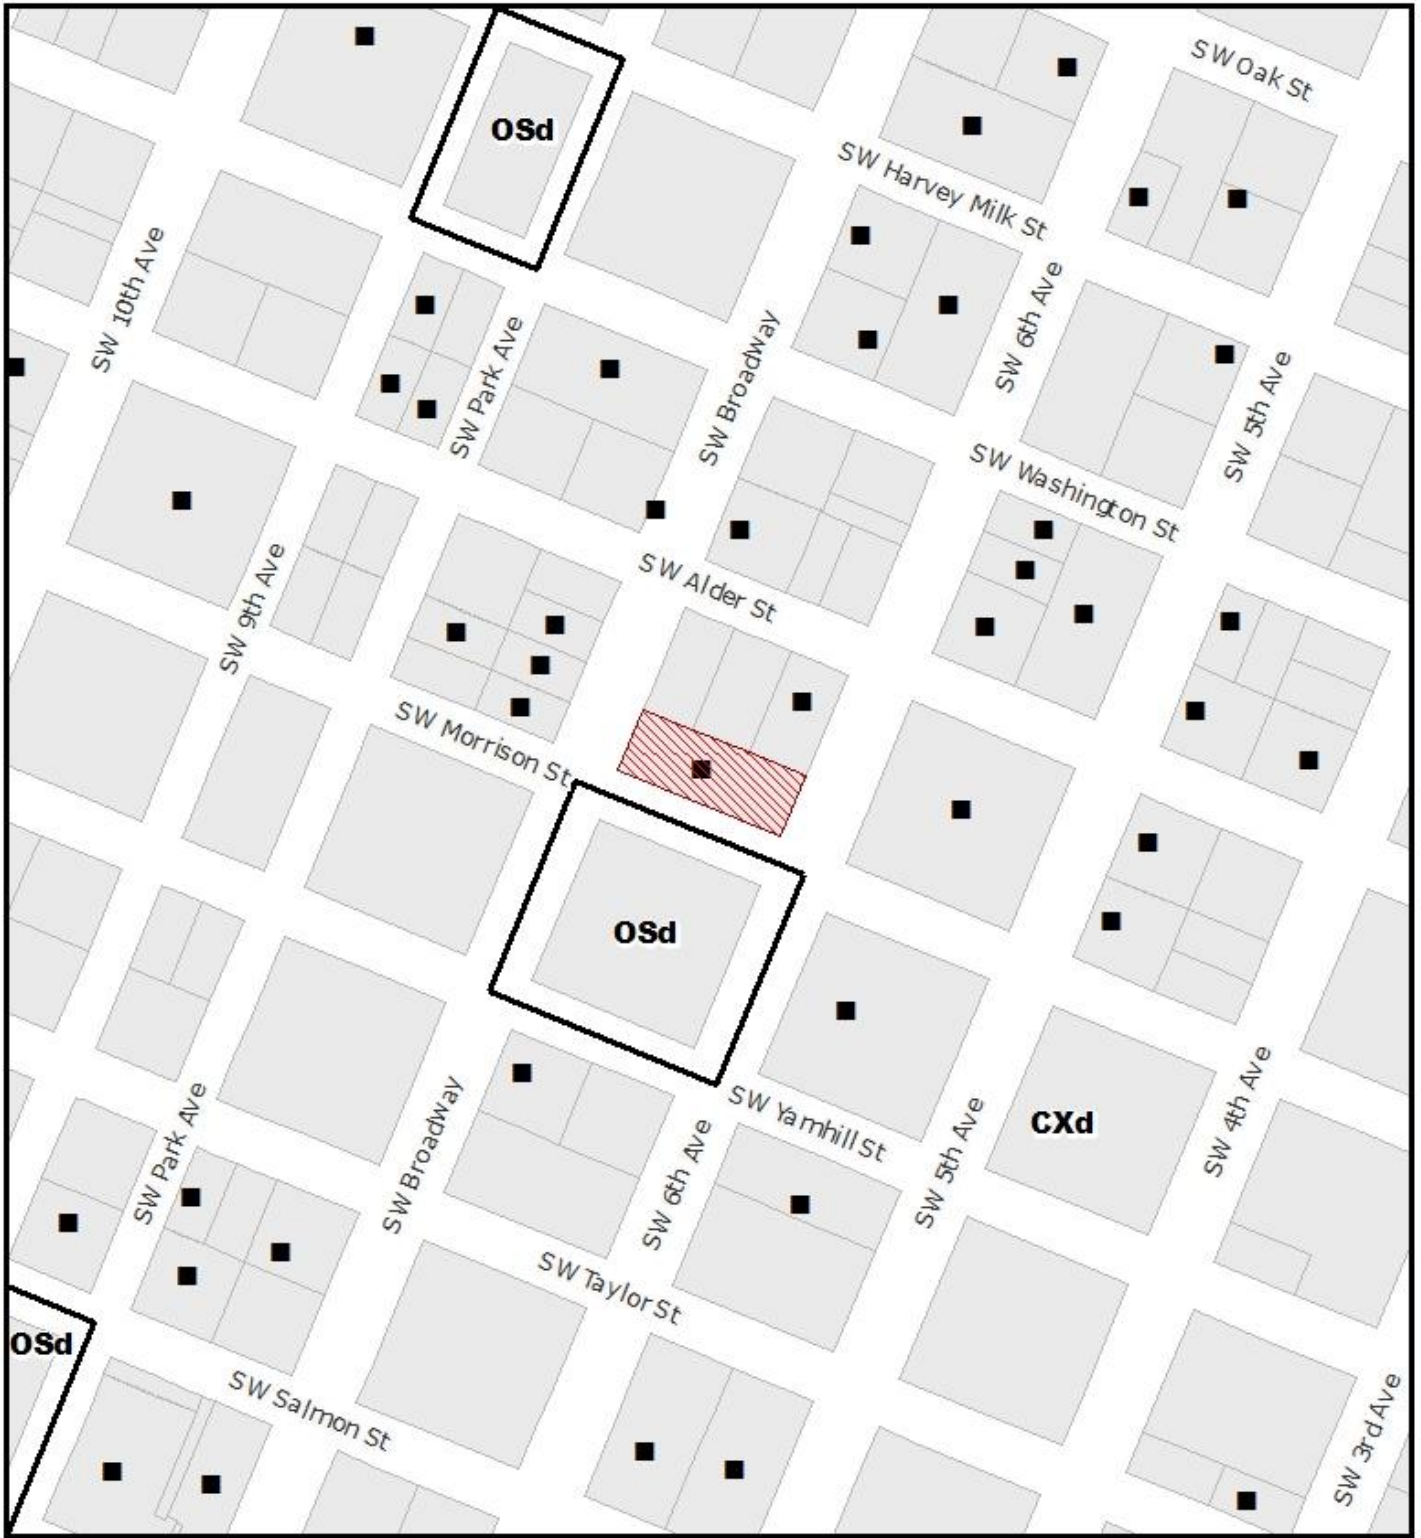 SW Oak St
OSd
SW Harvey Milk St
SW 10th Ave
SW 6th Ave
SW Park Ave
SW Broadway
SW 5th Ave
SW Washington St
SW 9th Ave
SW Alder St
SW Morrison St
OSd
SW Yamhill St
SW 4th Ave
CXd
SW Park Ave
SW Broadway
SW 6th Ave
SW 5th Ave
SW Taylor St
OSd
SW Salmon St
SW 3rd Ave